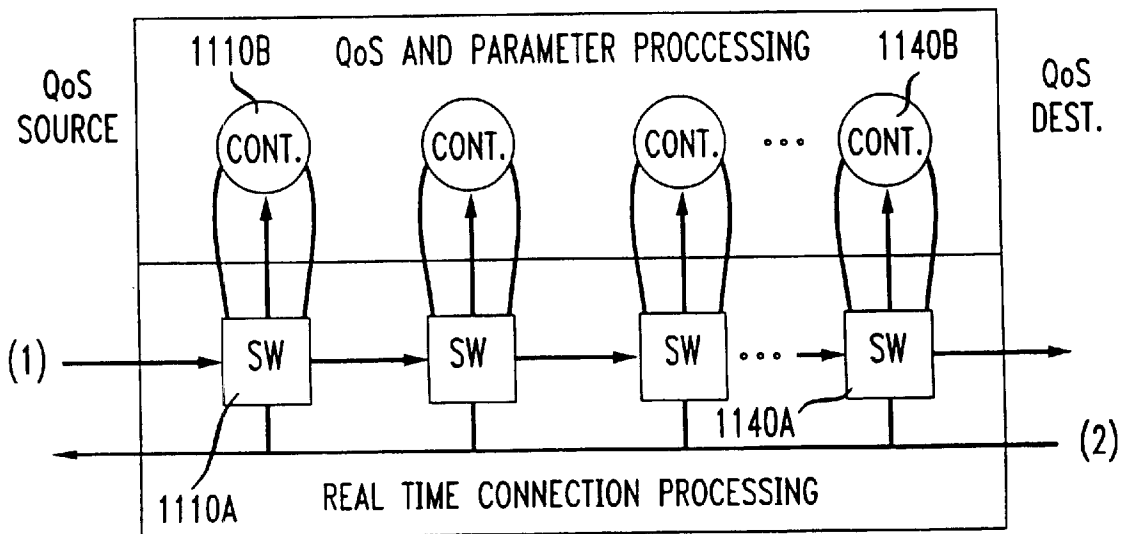 1110B
QoS AND PARAMETER PROCCESSING
1140B
QoS
SOURCE
QoS
DEST.
CONT.
CONT.
CONT.
...
CONT.
(1)
SW
SW
SW
...
SW
1140A
(2)
1110A
REAL TIME CONNECTION PROCESSING